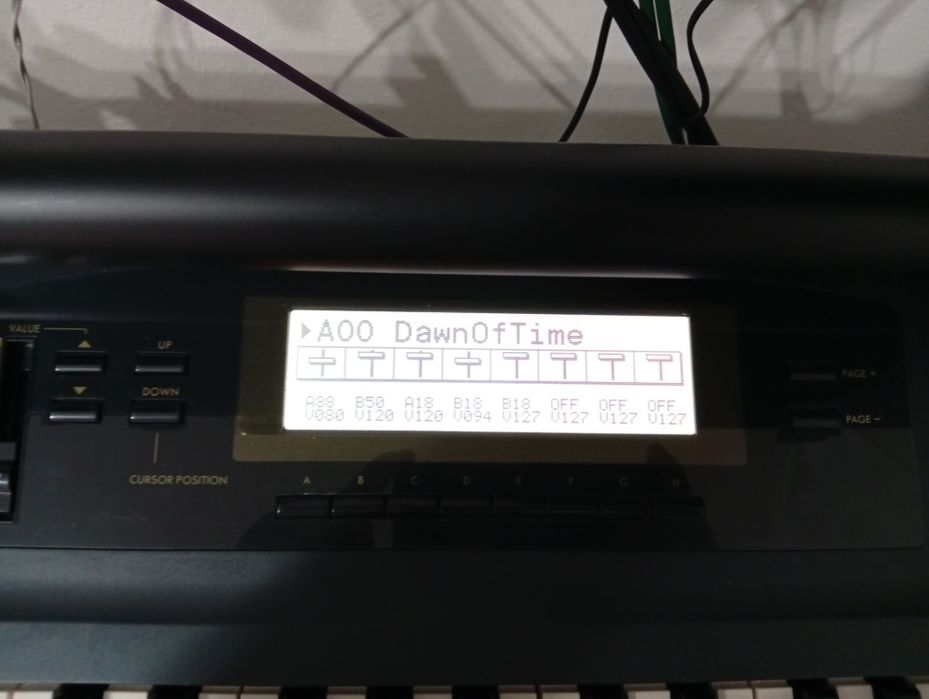 ▶A00 DawnOfTime
A88 B50 A18 B18 B18 OFF OFF OFF
V080 V120 V120 V094 V127 V127 V127 V127
VALUE
UP
DOWN
CURSOR POSITION
PAGE +
PAGE −
A B C D E F G H